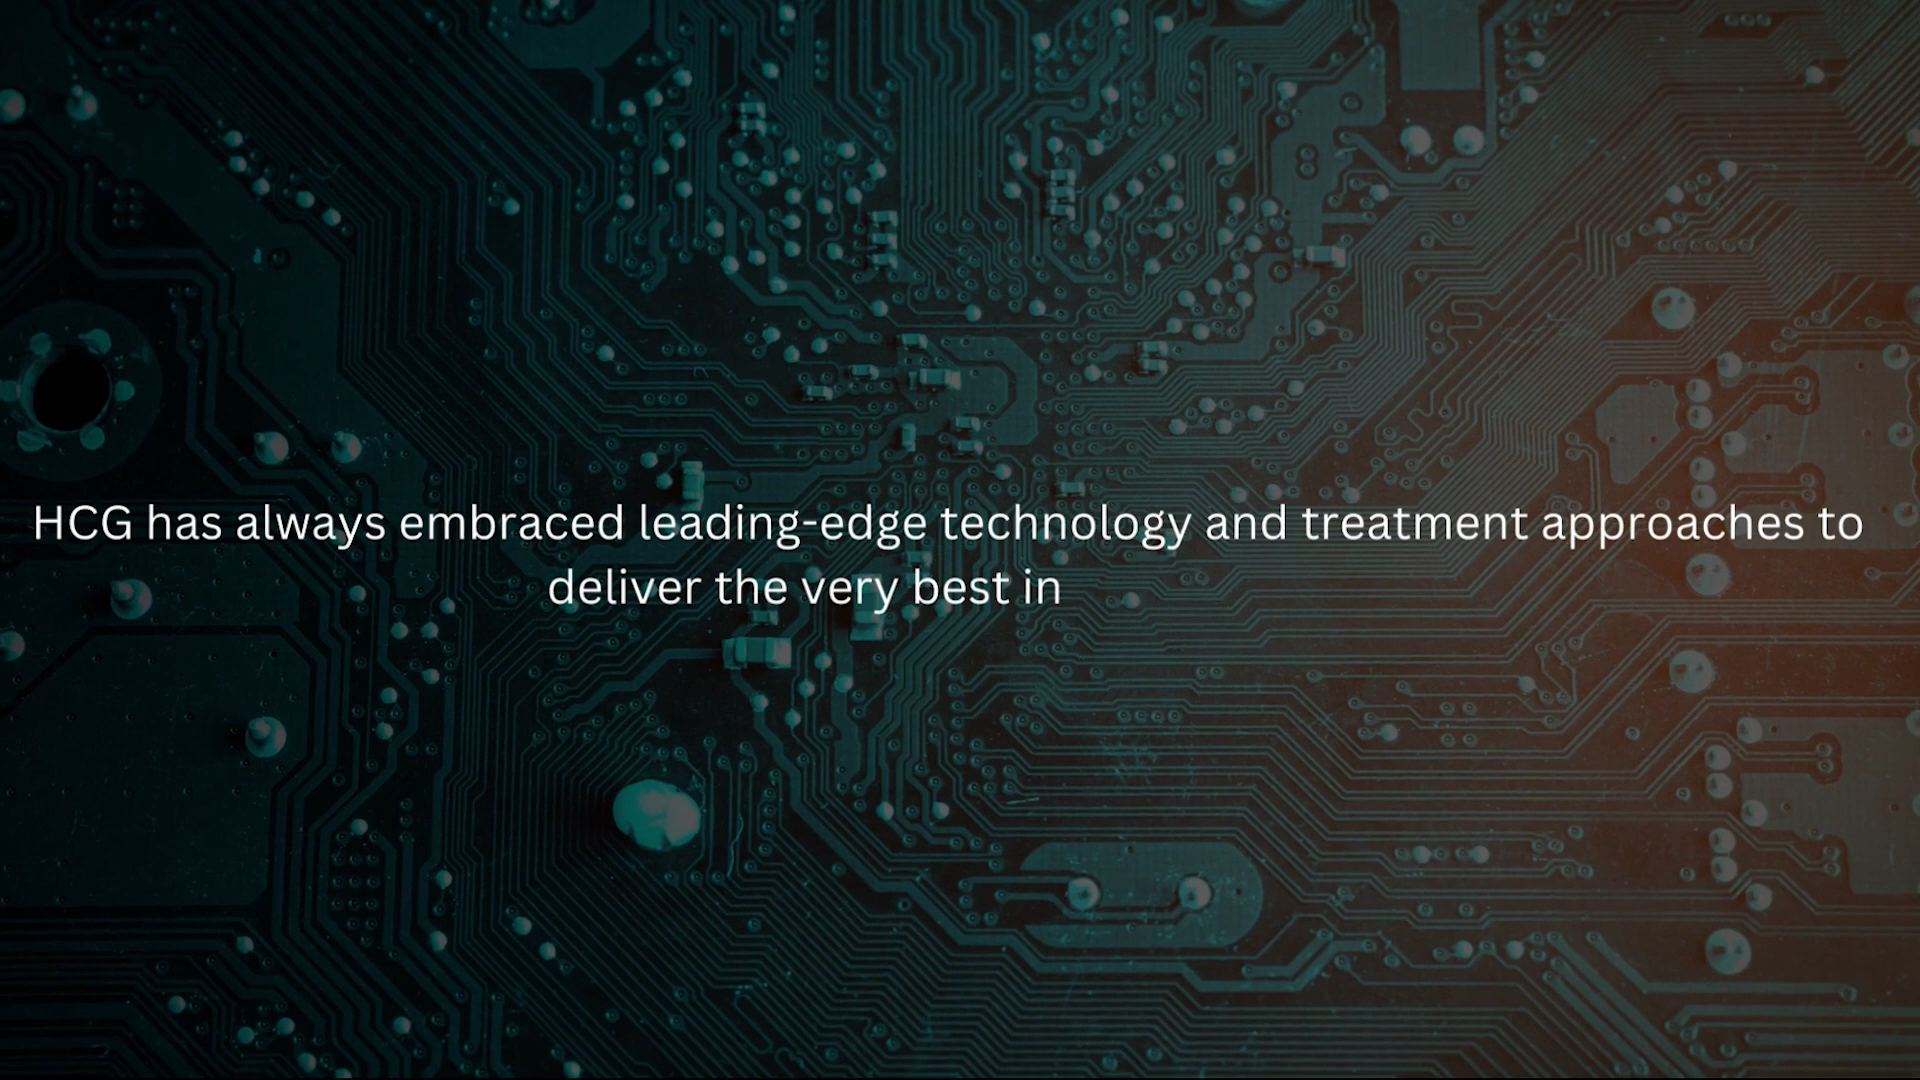 HCG has always embraced leading-edge technology and treatment approaches to
deliver the very best in